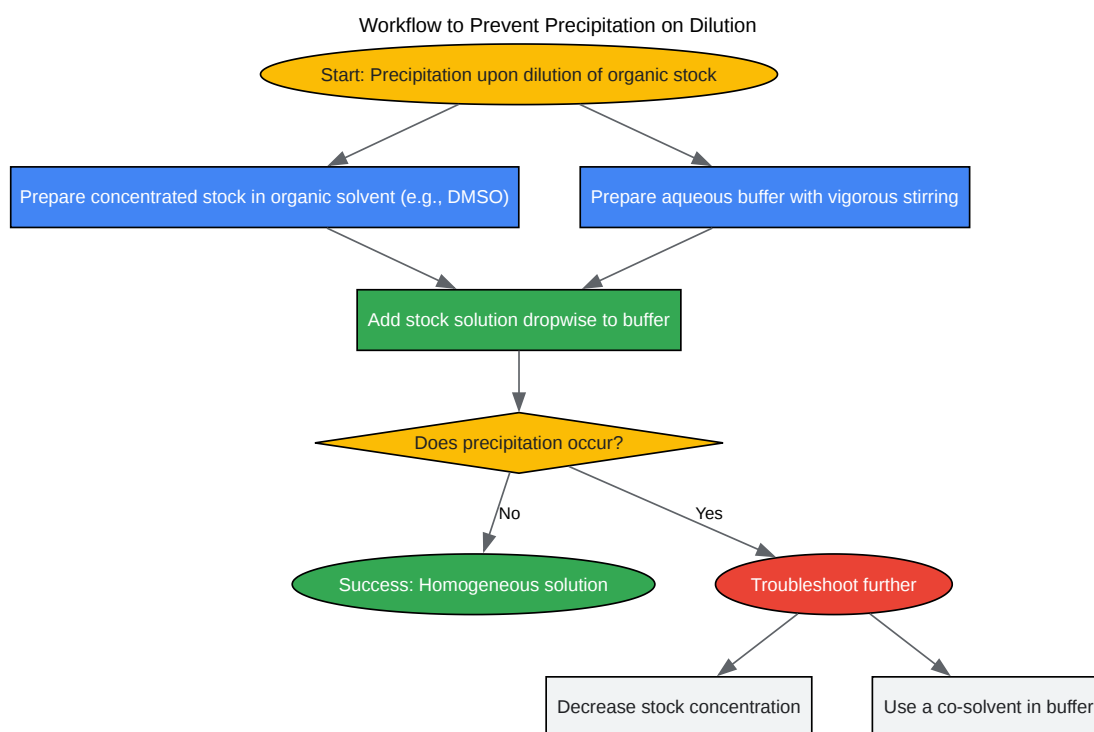 Workflow to Prevent Precipitation on Dilution
Start: Precipitation upon dilution of organic stock
Prepare concentrated stock in organic solvent (e.g., DMSO)
Prepare aqueous buffer with vigorous stirring
Add stock solution dropwise to buffer
Does precipitation occur?
No
Yes
Success: Homogeneous solution
Troubleshoot further
Decrease stock concentration
Use a co-solvent in buffer